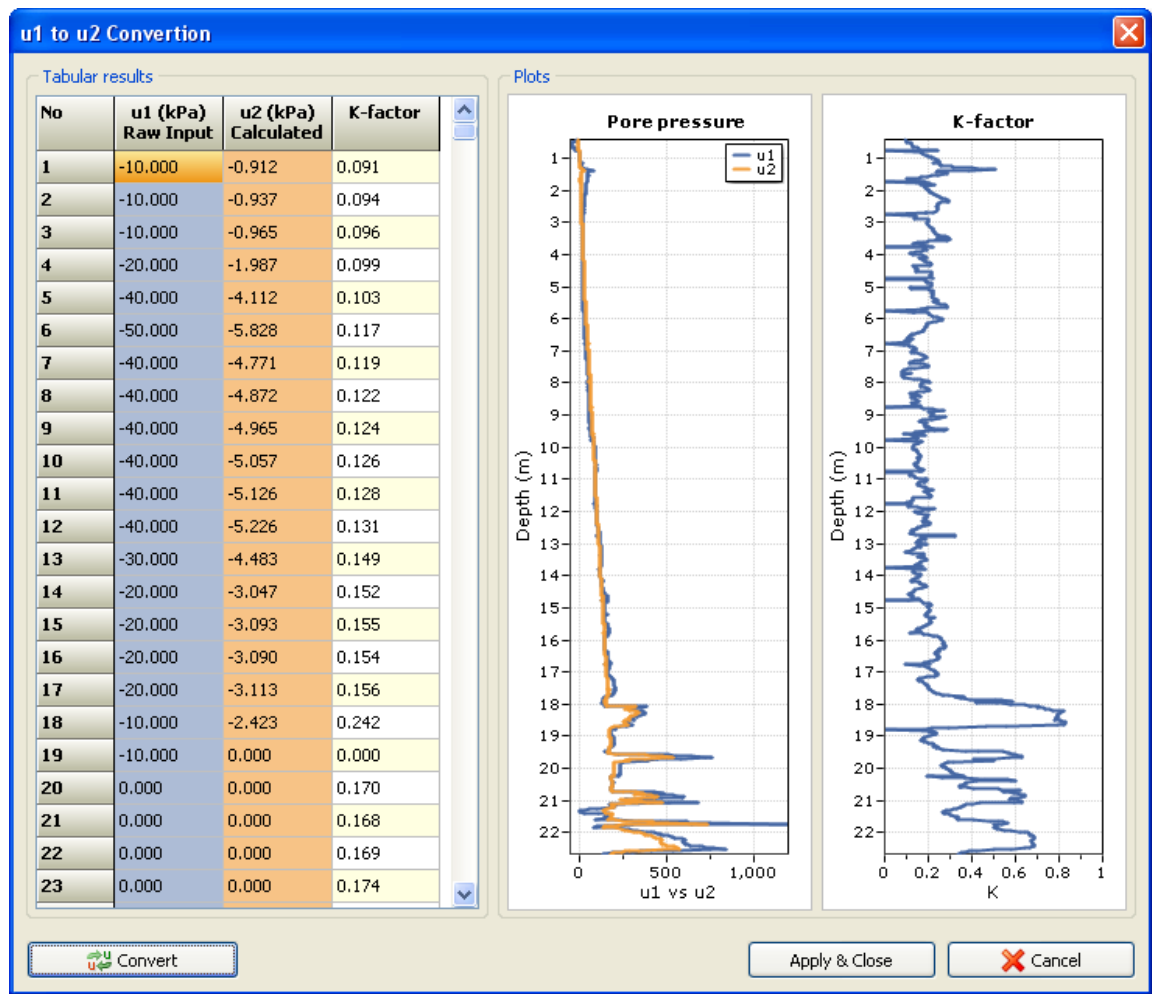 u1 to u2 Convertion
Tabular results
No u1 (kPa) u2 (kPa) K-factor
Raw Input Calculated
1 -10.000 -0.912 0.091
2 -10.000 -0.937 0.094
3 -10.000 -0.965 0.096
4 -20.000 -1.987 0.099
5 -40.000 -4.112 0.103
6 -50.000 -5.828 0.117
7 -40.000 -4.771 0.119
8 -40.000 -4.872 0.122
9 -40.000 -4.965 0.124
10 -40.000 -5.057 0.126
11 -40.000 -5.126 0.128
12 -40.000 -5.226 0.131
13 -30.000 -4.483 0.149
14 -20.000 -3.047 0.152
15 -20.000 -3.093 0.155
16 -20.000 -3.090 0.154
17 -20.000 -3.113 0.156
18 -10.000 -2.423 0.242
19 -10.000 0.000 0.000
20 0.000 0.000 0.170
21 0.000 0.000 0.168
22 0.000 0.000 0.169
23 0.000 0.000 0.174
Plots
Pore pressure
u1
u2
1
2
3
4
5
6
7
8
9
10
11
12
13
14
15
16
17
18
19
20
21
22
Depth (m)
0 500 1,000
u1 vs u2
K-factor
1
2
3
4
5
6
7
8
9
10
11
12
13
14
15
16
17
18
19
20
21
22
Depth (m)
0 0.2 0.4 0.6 0.8 1
K
u u Convert
Apply & Close
Cancel